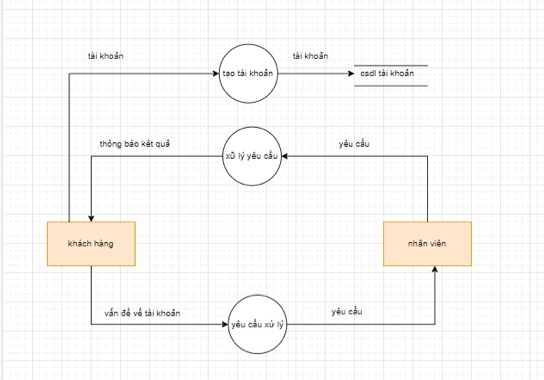 tài khoản
tài khoản
tạo tài khoản
csdl tài khoản
thông báo kết quả
yêu cầu
xữ lý yêu cầu
khách hàng
nhân viên
vấn đề về tài khoản
yêu cầu xử lý
yêu cầu